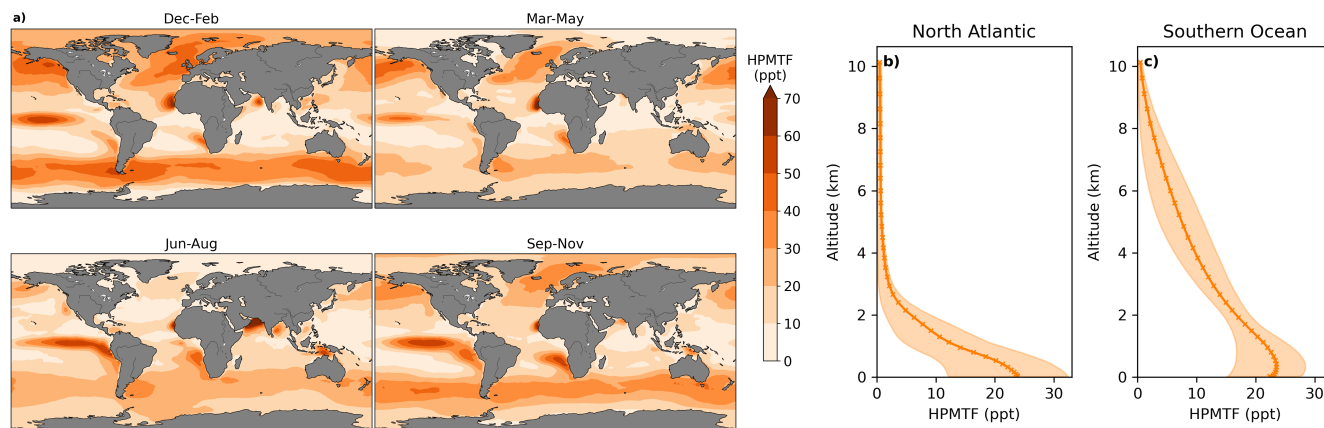 a)
Dec-Feb
Mar-May
Jun-Aug
Sep-Nov
HPMTF
(ppt)
70
60
50
40
30
20
10
0
North Atlantic
b)
10
8
6
4
2
0
Altitude (km)
0
10
20
30
HPMTF (ppt)
Southern Ocean
c)
10
8
6
4
2
0
Altitude (km)
0
10
20
30
HPMTF (ppt)